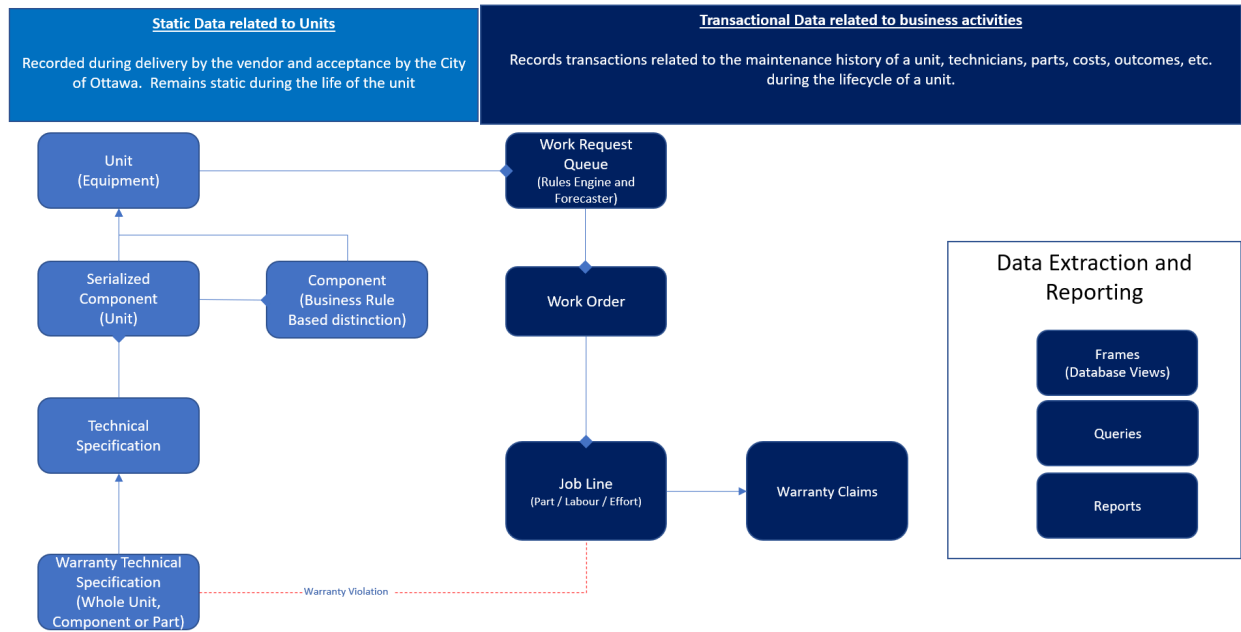 Static Data related to Units
Recorded during delivery by the vendor and acceptance by the City
of Ottawa.  Remains static during the life of the unit
Transactional Data related to business activities
Records transactions related to the maintenance history of a unit, technicians, parts, costs, outcomes, etc.
during the lifecycle of a unit.
Unit
(Equipment)
Work Request
Queue
(Rules Engine and
Forecaster)
Serialized
Component
(Unit)
Component
(Business Rule
Based distinction)
Work Order
Data Extraction and
Reporting
Frames
(Database Views)
Queries
Reports
Technical
Specification
Job Line
(Part / Labour / Effort)
Warranty Claims
Warranty Technical
Specification
(Whole Unit,
Component or Part)
Warranty Violation